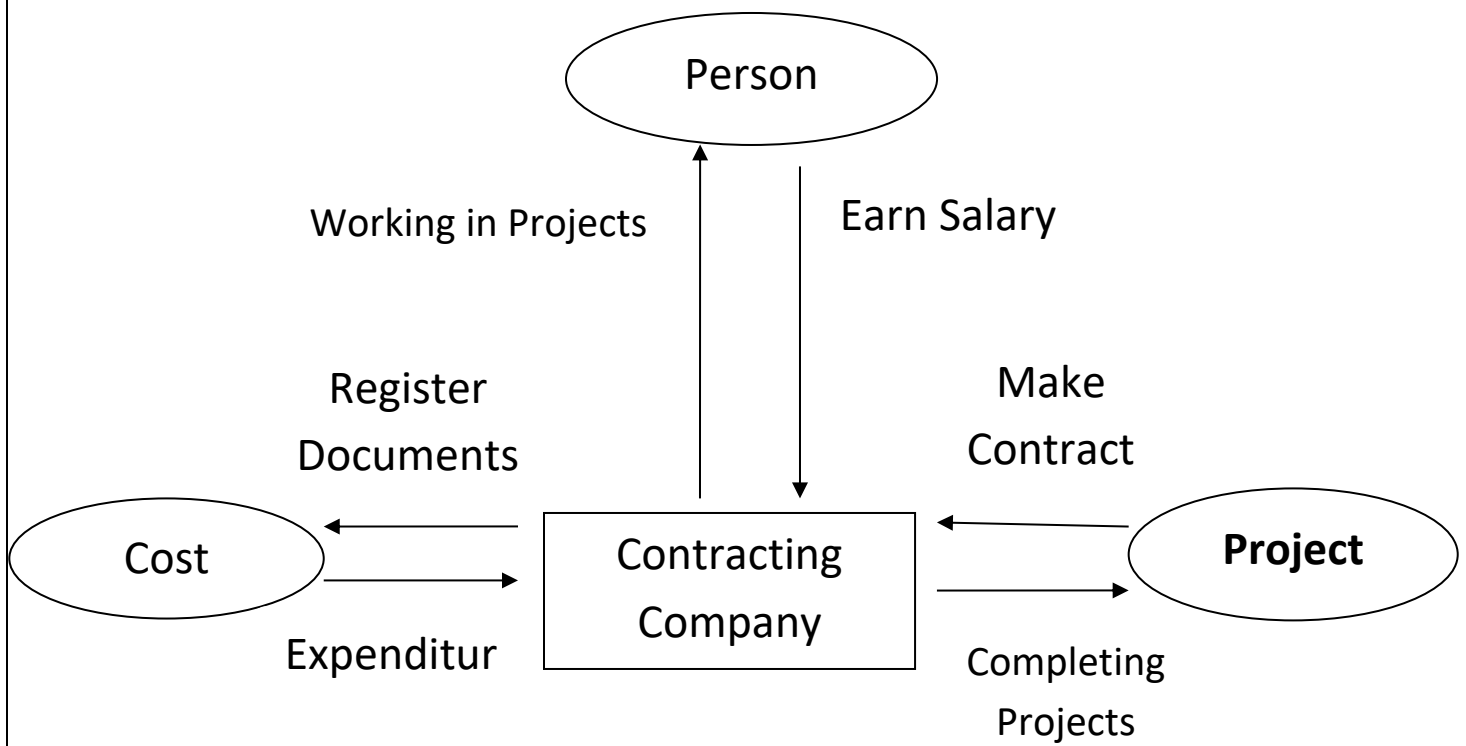 Person
Working in Projects
Earn Salary
Register
Documents
Make
Contract
Cost
Contracting
Company
Project
Expenditur
Completing
Projects